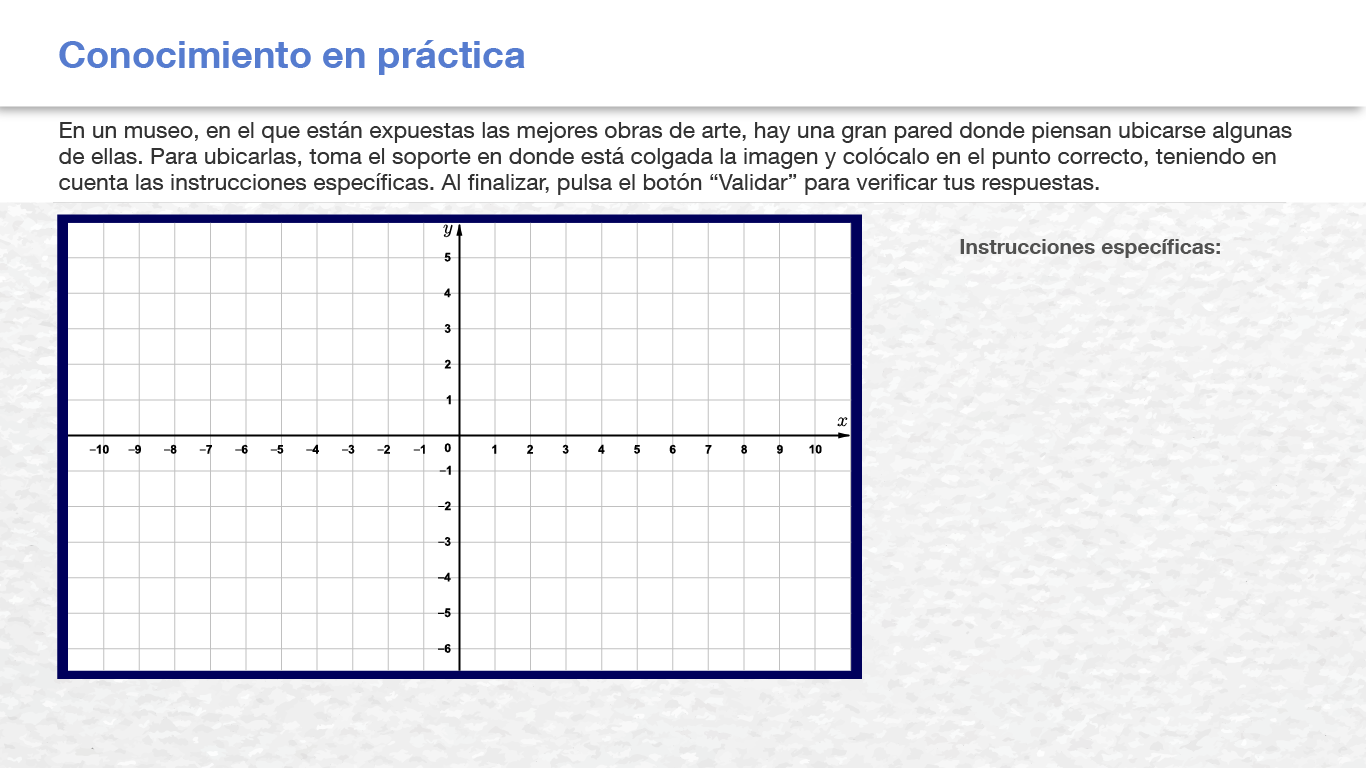 Conocimiento en práctica
En un museo, en el que están expuestas las mejores obras de arte, hay una gran pared donde piensan ubicarse algunas
de ellas. Para ubicarlas, toma el soporte en donde está colgada la imagen y colócalo en el punto correcto, teniendo en
cuenta las instrucciones específicas. Al finalizar, pulsa el botón “Validar” para verificar tus respuestas.
Instrucciones específicas:
y
5
4
3
2
1
x
–10 –9 –8 –7 –6 –5 –4 –3 –2 –1 0 1 2 3 4 5 6 7 8 9 10
–1
–2
–3
–4
–5
–6